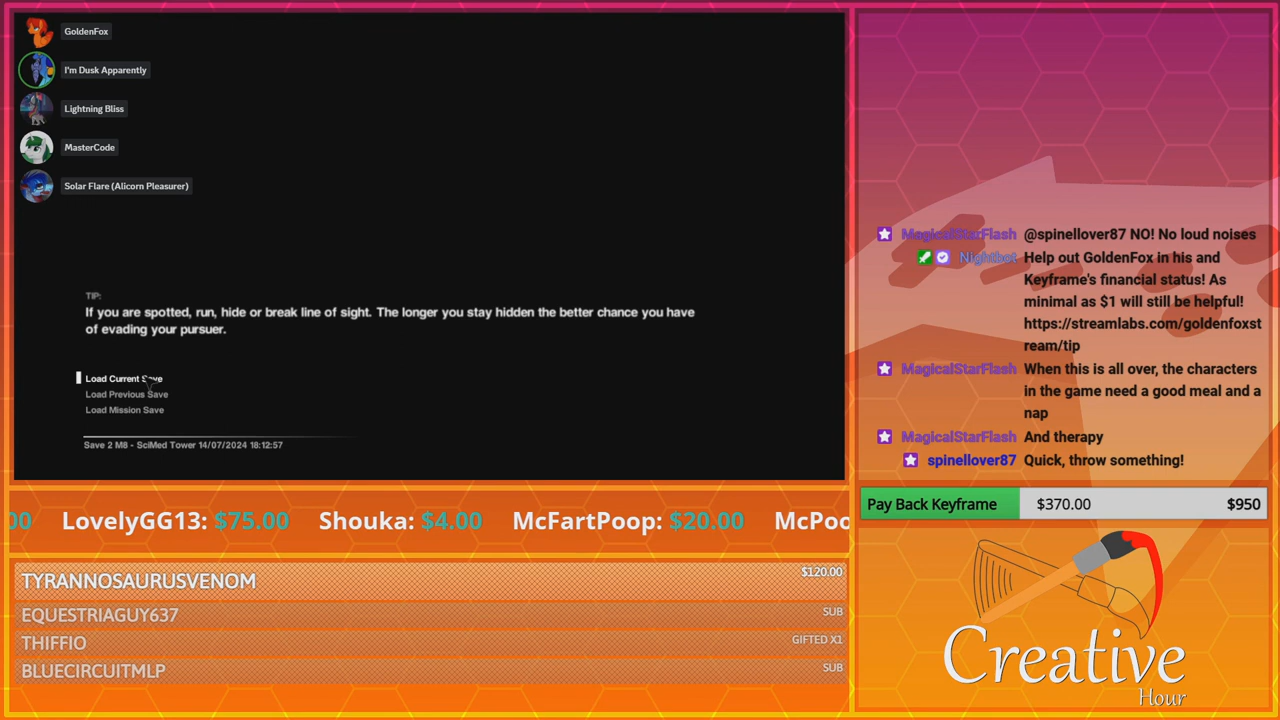 GoldenFox
I'm Dusk Apparently
Lightning Bliss
MasterCode
Solar Flare (Alicorn Pleasurer)
TIP:
If you are spotted, run, hide or break line of sight. The longer you stay hidden the better chance you have
of evading your pursuer.
Load Current Save
Load Previous Save
Load Mission Save
Save 2 M8 - SciMed Tower 14/07/2024 18:12:57
MagicalStarFlash @spinellover87 NO! No loud noises
Nightbot Help out GoldenFox in his and
Keyframe's financial status! As
minimal as $1 will still be helpful!
https://streamlabs.com/goldenfoxst
ream/tip
MagicalStarFlash When this is all over, the characters
in the game need a good meal and a
nap
MagicalStarFlash And therapy
spinellover87 Quick, throw something!
Pay Back Keyframe $370.00 $950
00 LovelyGG13: $75.00 Shouka: $4.00 McFartPoop: $20.00 McPoo
TYRANNOSAURUSVENOM $120.00
EQUESTRIAGUY637 SUB
THIFFIO GIFTED X1
BLUECIRCUITMLP SUB
Creative
Hour